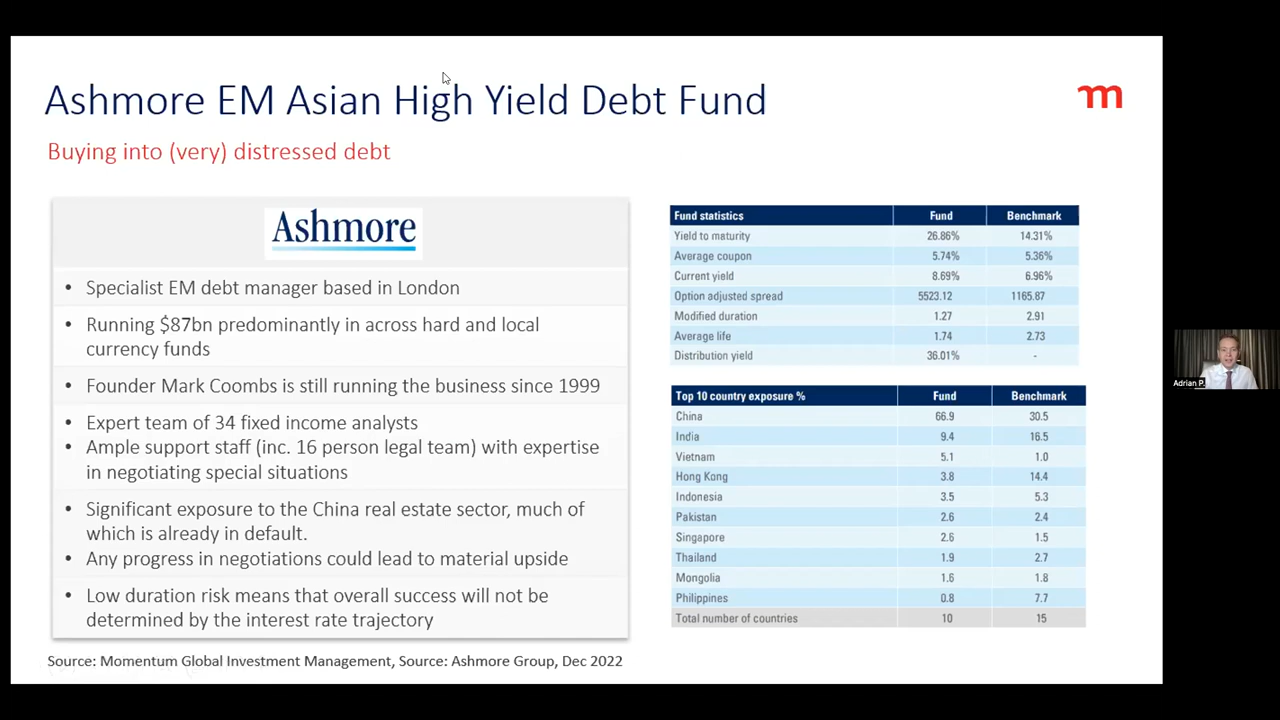 Ashmore EM Asian High Yield Debt Fund
m
Buying into (very) distressed debt
Ashmore
• Specialist EM debt manager based in London
• Running $87bn predominantly in across hard and local
currency funds
• Founder Mark Coombs is still running the business since 1999
• Expert team of 34 fixed income analysts
• Ample support staff (inc. 16 person legal team) with expertise
in negotiating special situations
• Significant exposure to the China real estate sector, much of
which is already in default.
• Any progress in negotiations could lead to material upside
• Low duration risk means that overall success will not be
determined by the interest rate trajectory
Fund statistics Fund Benchmark
Yield to maturity 26.86% 14.31%
Average coupon 5.74% 5.36%
Current yield 8.69% 6.96%
Option adjusted spread 5523.12 1165.87
Modified duration 1.27 2.91
Average life 1.74 2.73
Distribution yield 36.01% -
Top 10 country exposure % Fund Benchmark
China 66.9 30.5
India 9.4 16.5
Vietnam 5.1 1.0
Hong Kong 3.8 14.4
Indonesia 3.5 5.3
Pakistan 2.6 2.4
Singapore 2.6 1.5
Thailand 1.9 2.7
Mongolia 1.6 1.8
Philippines 0.8 7.7
Total number of countries 10 15
Source: Momentum Global Investment Management, Source: Ashmore Group, Dec 2022
Adrian P.